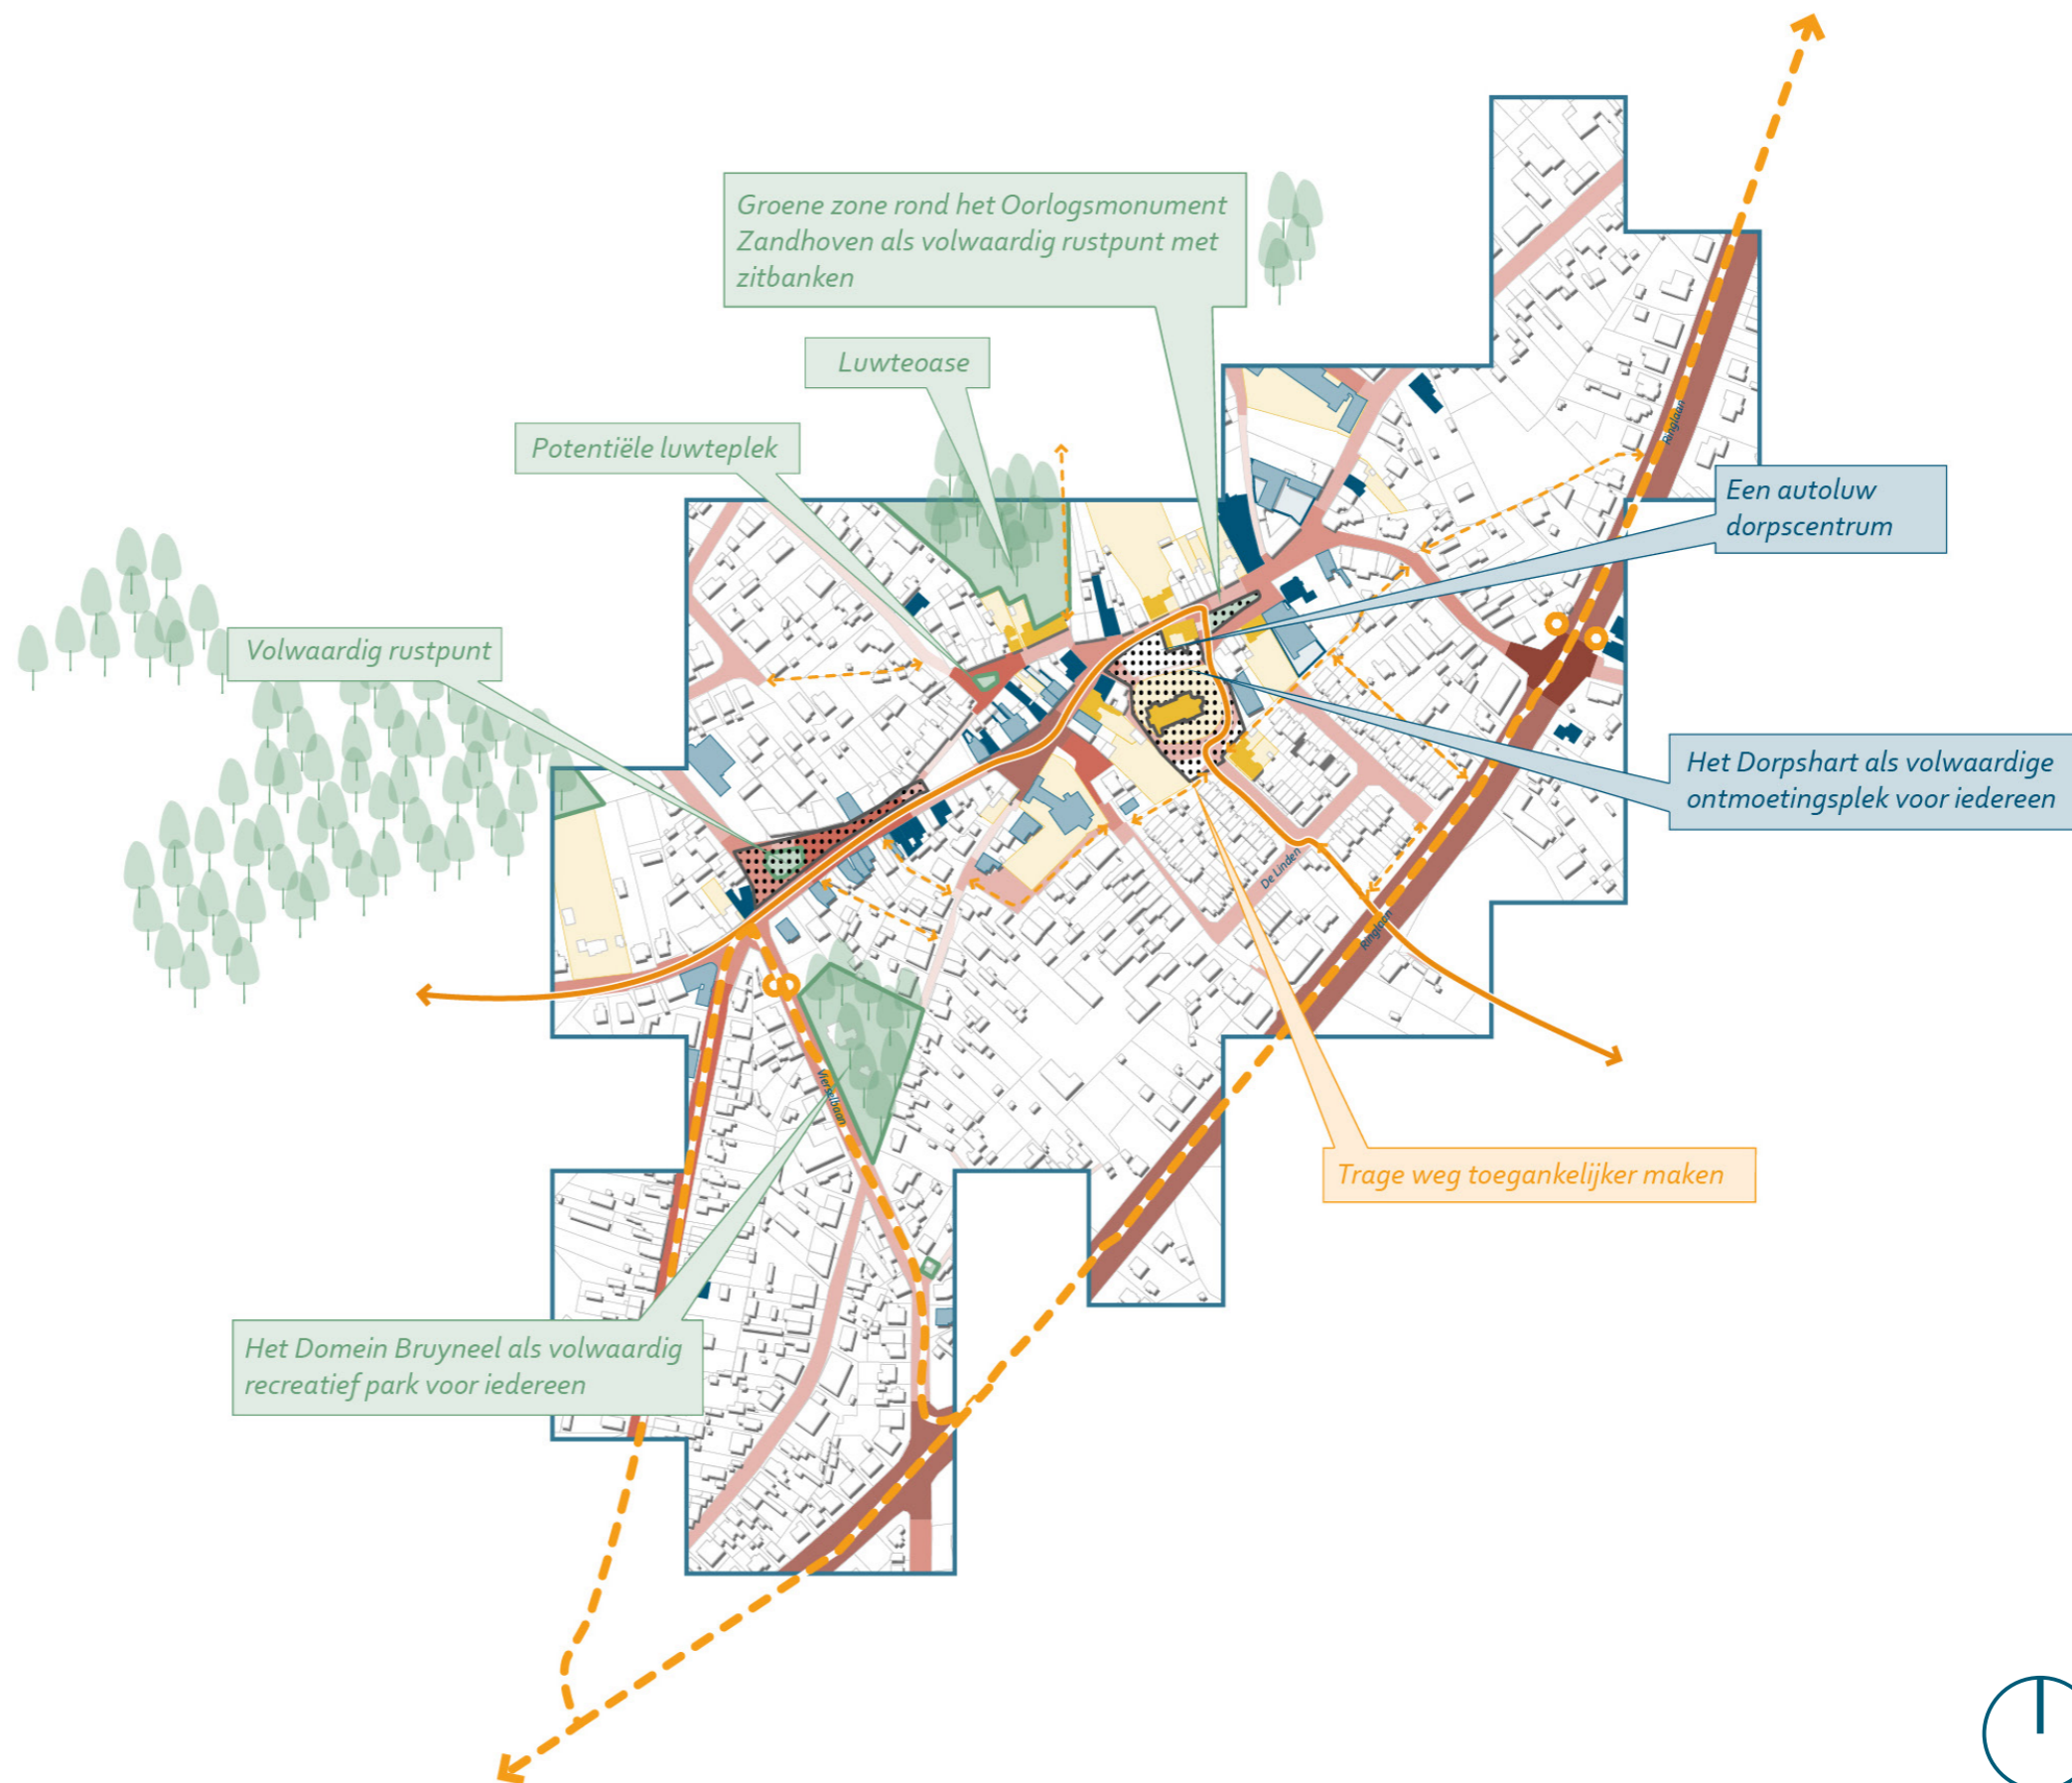 Groene zone rond het Oorlogsmonument
Zandhoven als volwaardig rustpunt met
zitbanken
Luwteoase
Potentiële luwteplek
Ringlaan
Een autoluw
dorpscentrum
Volwaardig rustpunt
Het Dorpshart als volwaardige
ontmoetingsplek voor iedereen
De Linden
Ringlaan
Vierselbaan
Trage weg toegankelijker maken
Het Domein Bruyneel als volwaardig
recreatief park voor iedereen